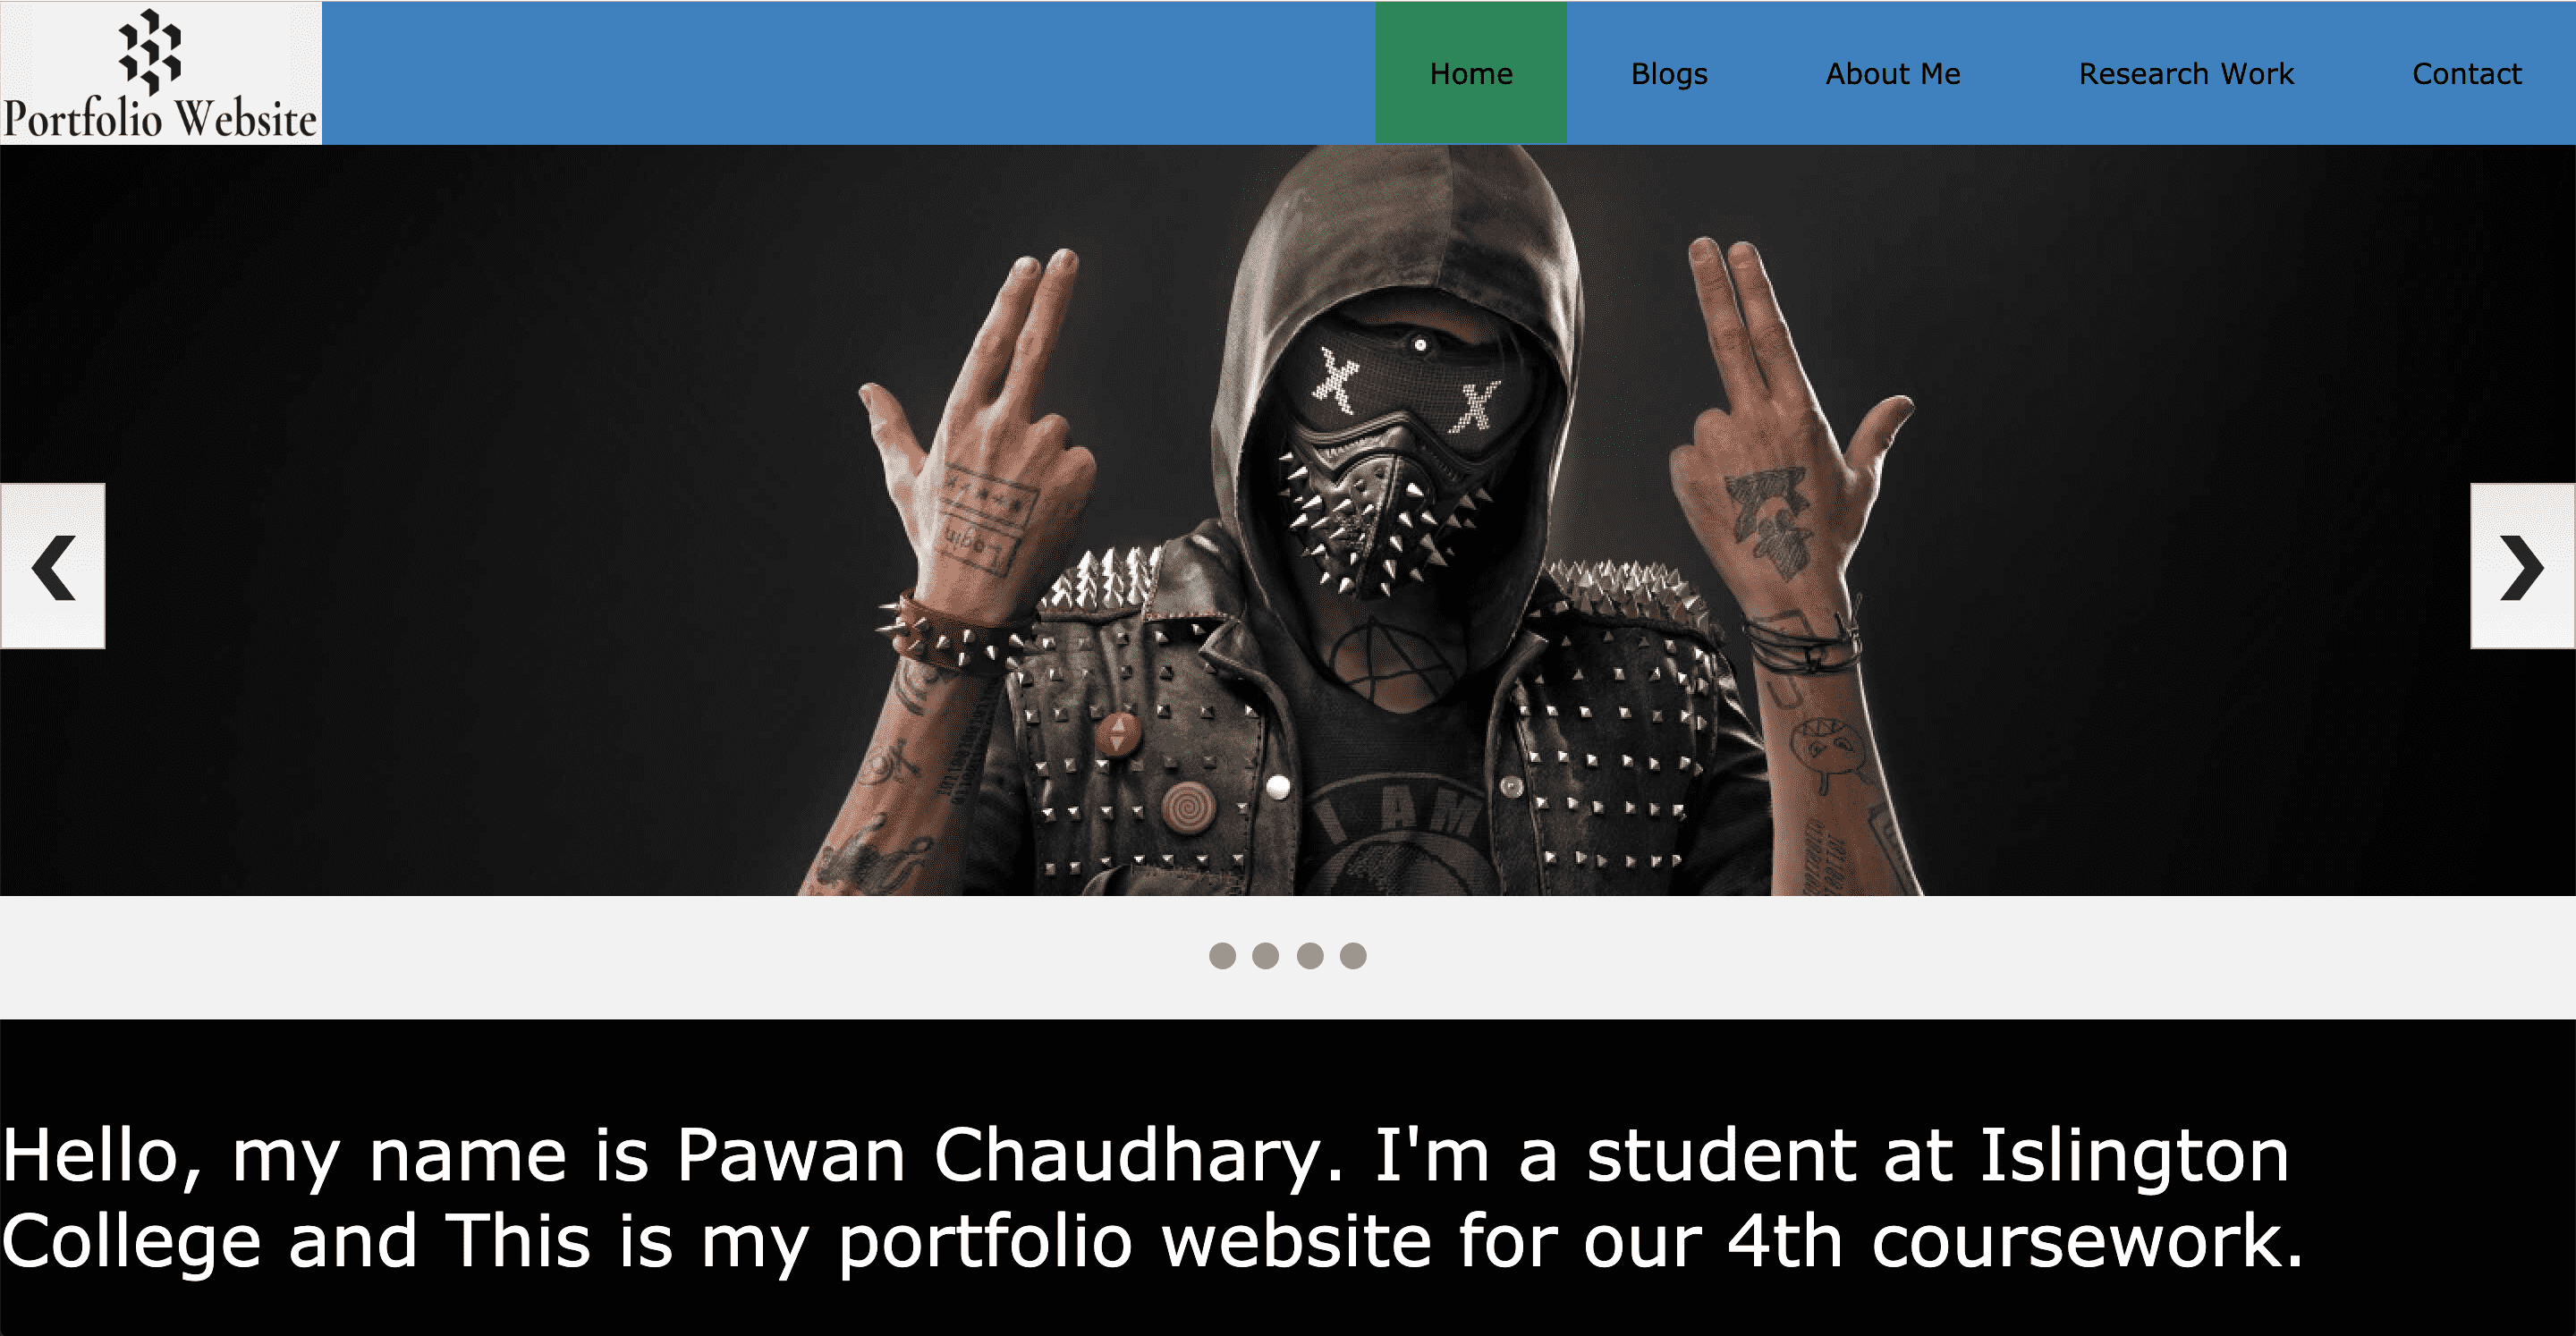 Portfolio Website
Home
Blogs
About Me
Research Work
Contact
Login
I AM
Hello, my name is Pawan Chaudhary. I'm a student at Islington
College and This is my portfolio website for our 4th coursework.